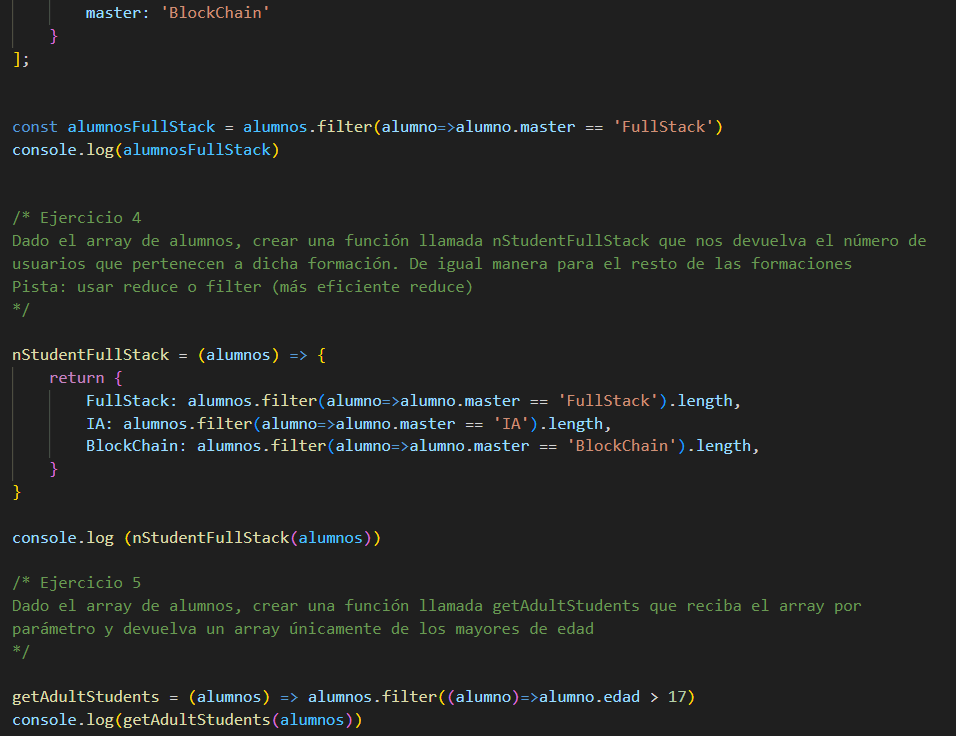 master: 'BlockChain'
}
];
const alumnosFullStack = alumnos.filter(alumno=>alumno.master == 'FullStack')
console.log(alumnosFullStack)
/* Ejercicio 4
Dado el array de alumnos, crear una función llamada nStudentFullStack que nos devuelva el número de
usuarios que pertenecen a dicha formación. De igual manera para el resto de las formaciones
Pista: usar reduce o filter (más eficiente reduce)
*/
nStudentFullStack = (alumnos) => {
return {
FullStack: alumnos.filter(alumno=>alumno.master == 'FullStack').length,
IA: alumnos.filter(alumno=>alumno.master == 'IA').length,
BlockChain: alumnos.filter(alumno=>alumno.master == 'BlockChain').length,
}
}
console.log (nStudentFullStack(alumnos))
/* Ejercicio 5
Dado el array de alumnos, crear una función llamada getAdultStudents que reciba el array por
parámetro y devuelva un array únicamente de los mayores de edad
*/
getAdultStudents = (alumnos) => alumnos.filter((alumno)=>alumno.edad > 17)
console.log(getAdultStudents(alumnos))